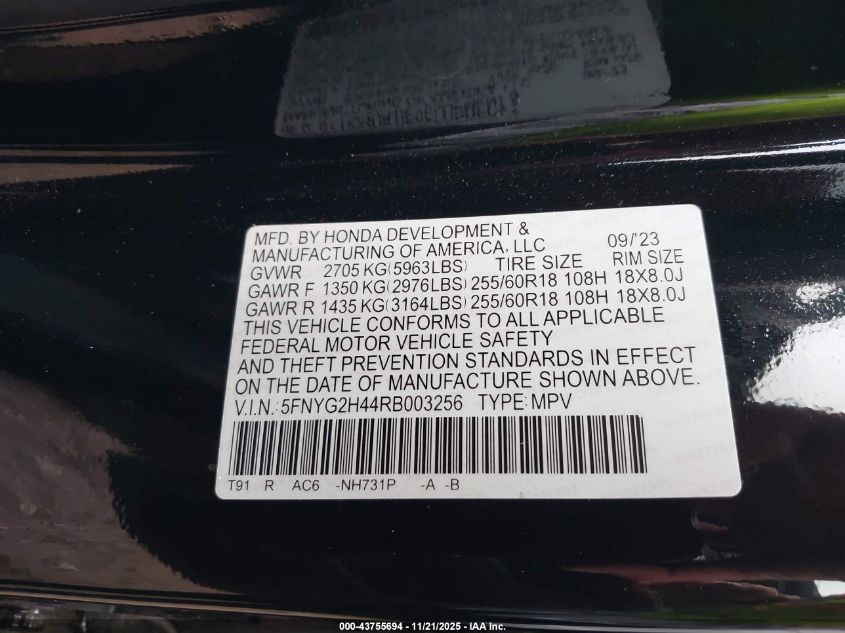 MFD. BY HONDA DEVELOPMENT &
MANUFACTURING OF AMERICA, LLC 09/'23
GVWR 2705 KG(5963LBS) TIRE SIZE RIM SIZE
GAWR F 1350 KG(2976LBS) 255/60R18 108H 18X8.0J
GAWR R 1435 KG(3164LBS) 255/60R18 108H 18X8.0J
THIS VEHICLE CONFORMS TO ALL APPLICABLE
FEDERAL MOTOR VEHICLE SAFETY
AND THEFT PREVENTION STANDARDS IN EFFECT
ON THE DATE OF MANUFACTURE SHOWN ABOVE.
V.I.N.: 5FNYG2H44RB003256 TYPE:MPV
T91 R AC6 -NH731P -A -B
000-43755694 - 11/21/2025 - IAA Inc.